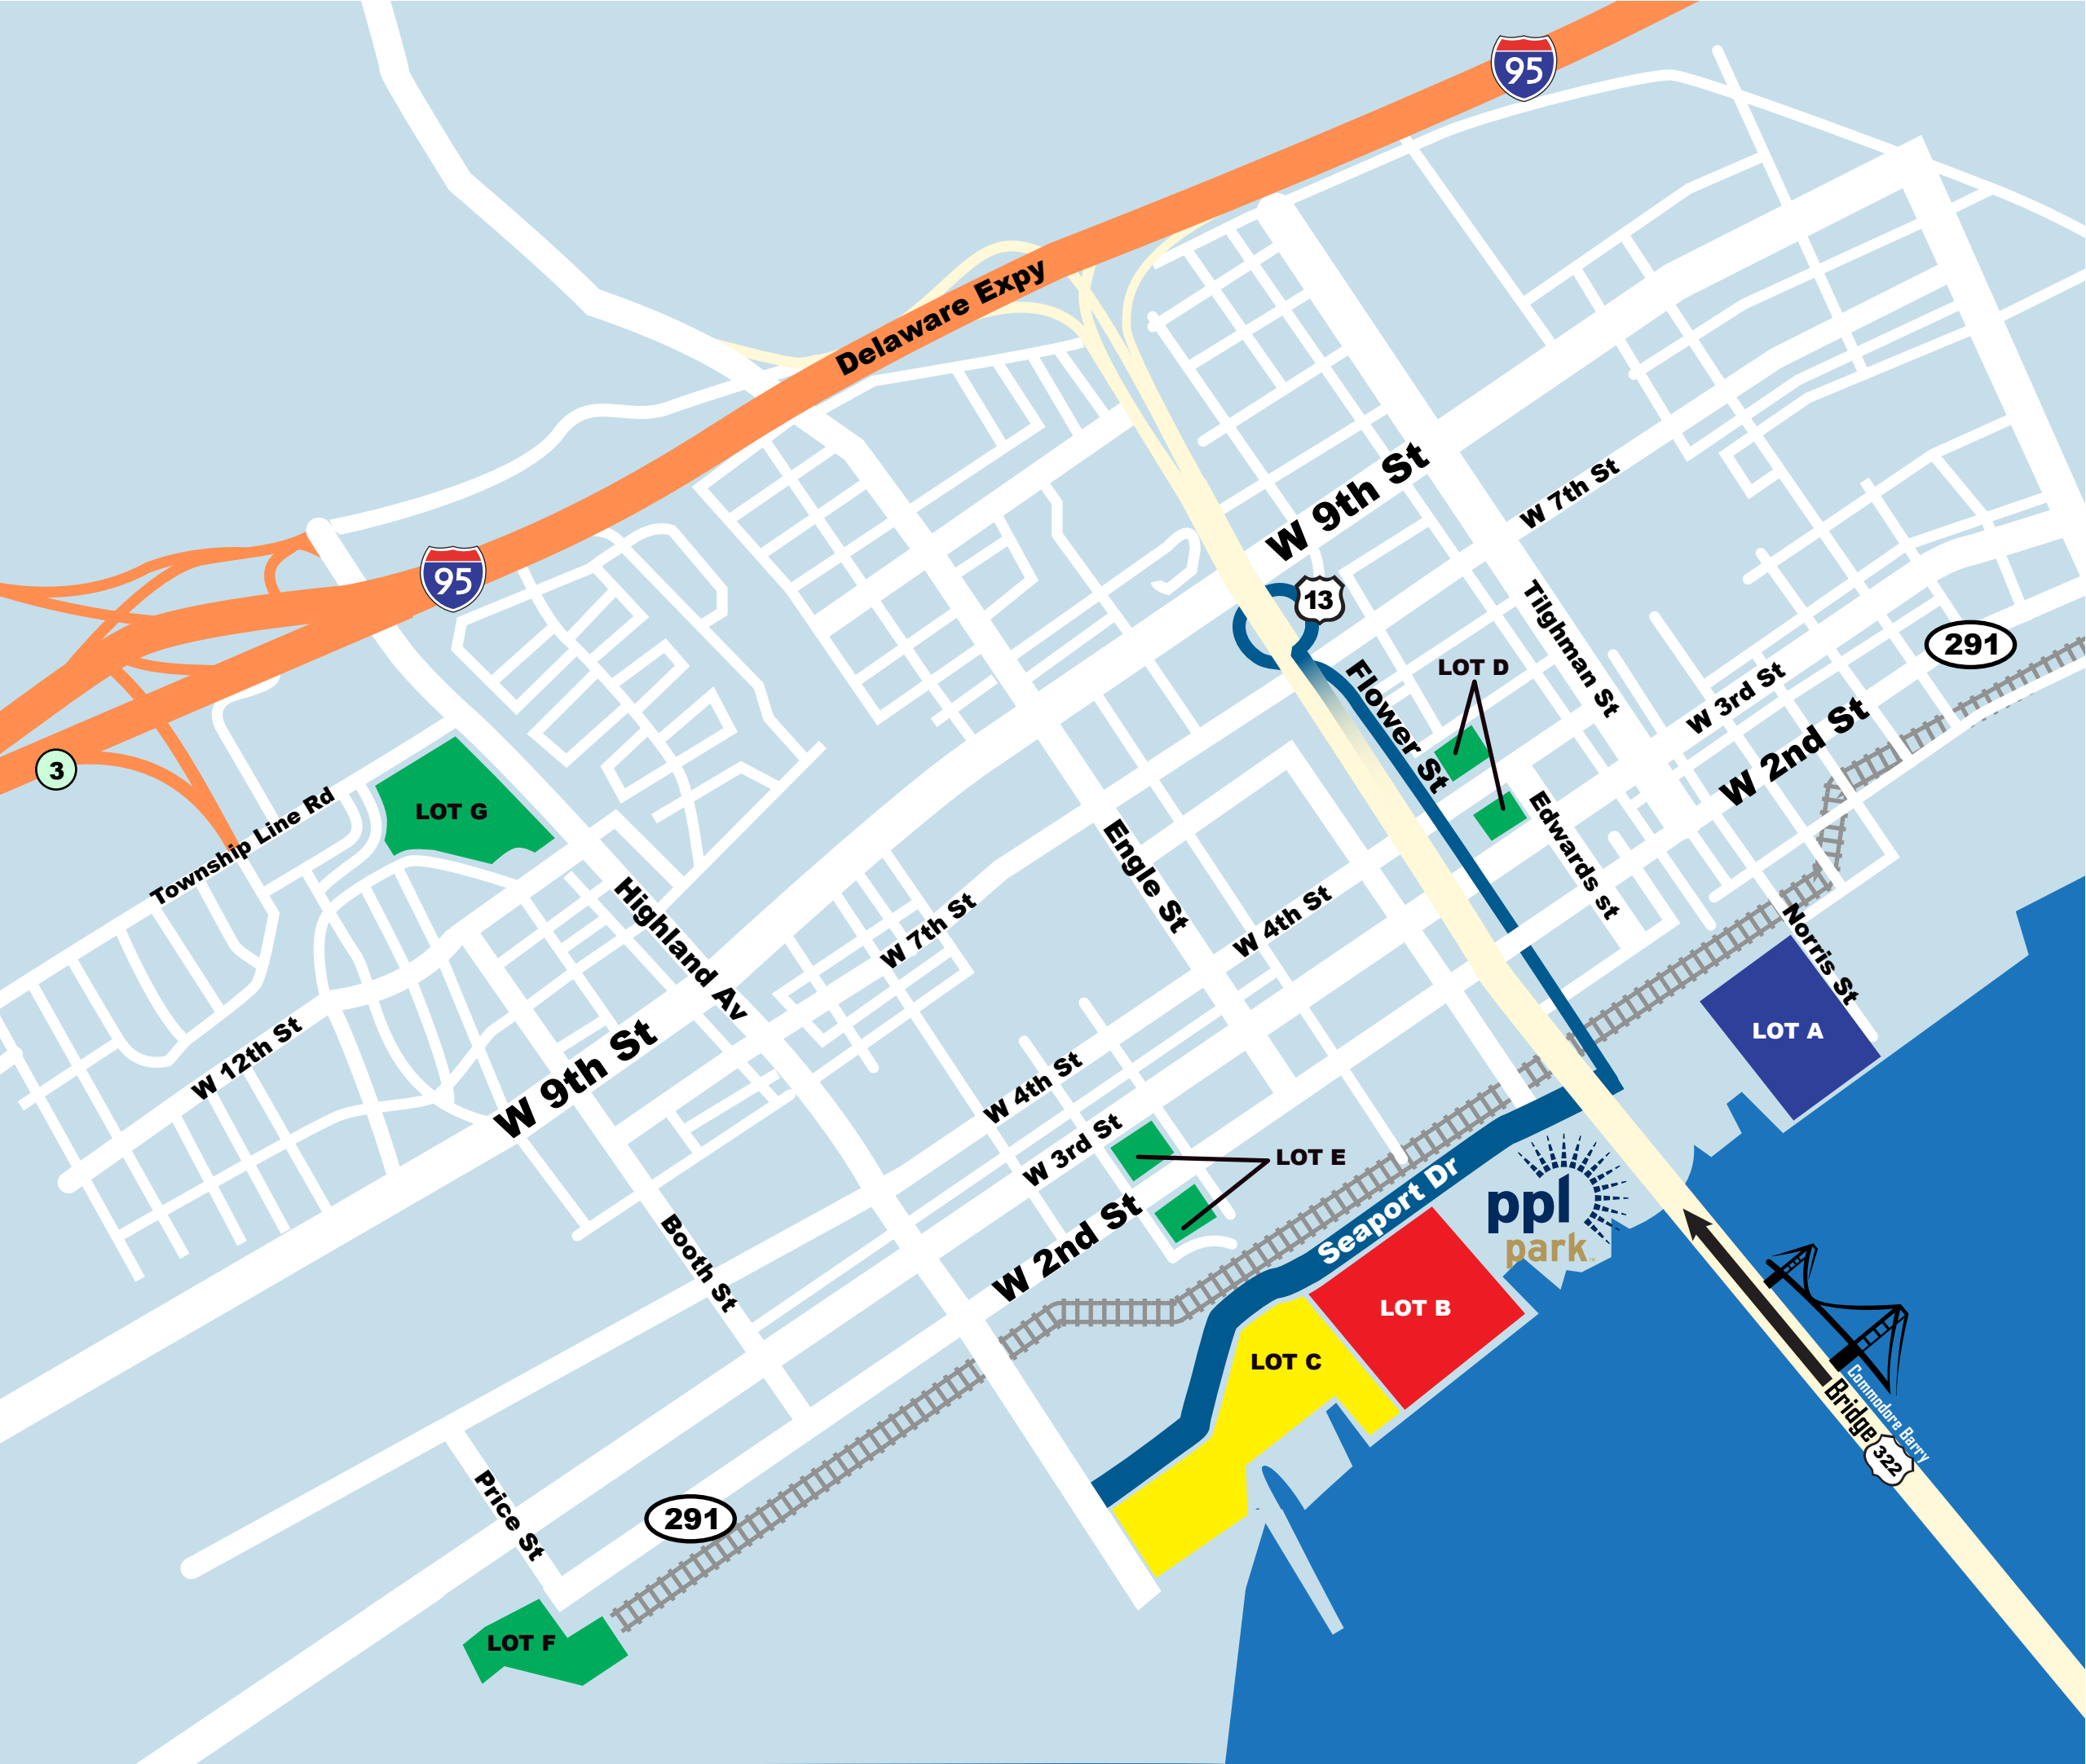 95
Delaware Expy
W 9th St
W 7th St
95
13
Tilghman St
291
LOT D
Flower St
W 3rd St
W 2nd St
3
Township Line Rd
LOT G
Edwards st
Engle St
Highland Av
W 7th St
W 4th St
Norris St
LOT A
W 12th St
W 9th St
W 4th St
W 3rd St
LOT E
Seaport Dr
ppl
park™
W 2nd St
Booth St
LOT B
LOT C
Commodore Barry
Bridge
322
Price St
291
LOT F